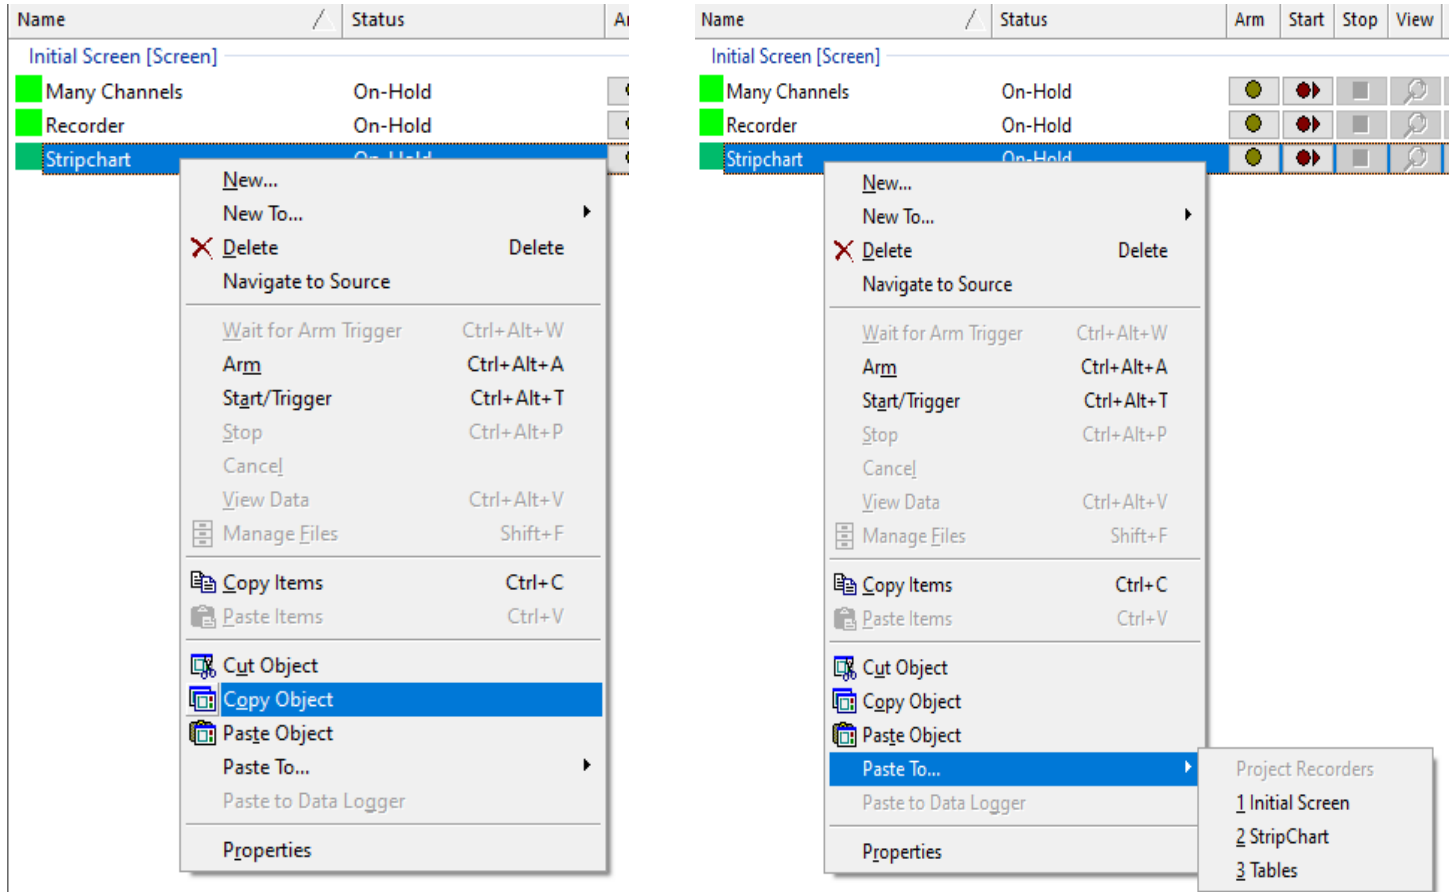 Name Status Ar
Initial Screen [Screen]
Many Channels On-Hold
Recorder On-Hold
Stripchart On-Hold
New...
New To...
Delete Delete
Navigate to Source
Wait for Arm Trigger Ctrl+Alt+W
Arm Ctrl+Alt+A
Start/Trigger Ctrl+Alt+T
Stop Ctrl+Alt+P
Cancel
View Data Ctrl+Alt+V
Manage Files Shift+F
Copy Items Ctrl+C
Paste Items Ctrl+V
Cut Object
Copy Object
Paste Object
Paste To...
Paste to Data Logger
Properties
Name Status Arm Start Stop View
Initial Screen [Screen]
Many Channels On-Hold
Recorder On-Hold
Stripchart On-Hold
New...
New To...
Delete Delete
Navigate to Source
Wait for Arm Trigger Ctrl+Alt+W
Arm Ctrl+Alt+A
Start/Trigger Ctrl+Alt+T
Stop Ctrl+Alt+P
Cancel
View Data Ctrl+Alt+V
Manage Files Shift+F
Copy Items Ctrl+C
Paste Items Ctrl+V
Cut Object
Copy Object
Paste Object
Paste To...
Paste to Data Logger
Properties
Project Recorders
1 Initial Screen
2 StripChart
3 Tables